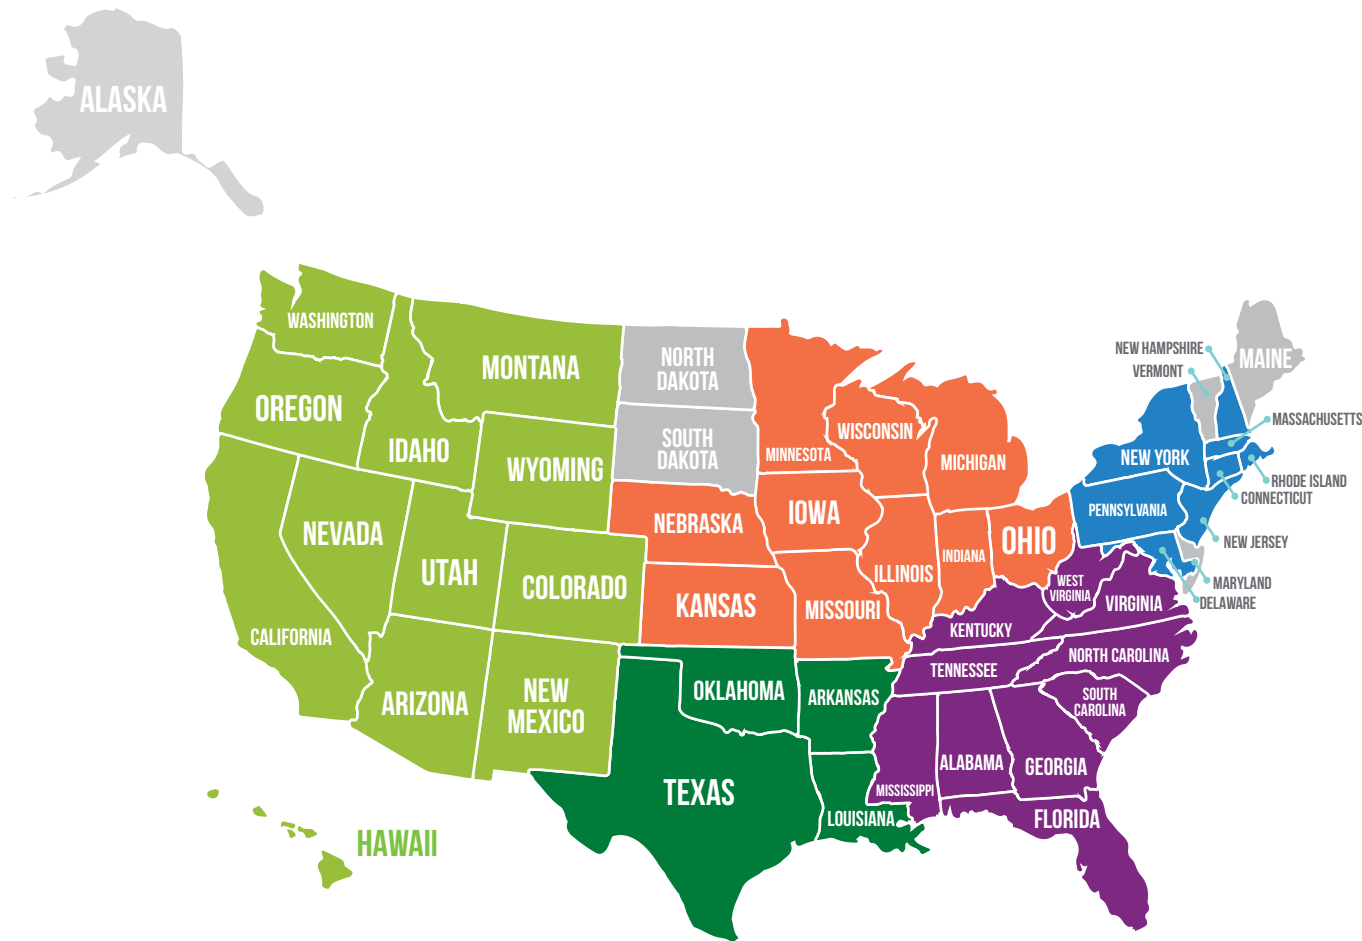 ALASKA
WASHINGTON
MONTANA
NORTH
DAKOTA
NEW HAMPSHIRE
VERMONT
MAINE
OREGON
IDAHO
WYOMING
SOUTH
DAKOTA
MINNESOTA
WISCONSIN
MICHIGAN
NEW YORK
MASSACHUSETTS
RHODE ISLAND
CONNECTICUT
PENNSYLVANIA
NEVADA
UTAH
COLORADO
NEBRASKA
IOWA
ILLINOIS
INDIANA
OHIO
NEW JERSEY
MARYLAND
DELAWARE
WEST
VIRGINIA
VIRGINIA
CALIFORNIA
KANSAS
MISSOURI
KENTUCKY
NORTH CAROLINA
TENNESSEE
SOUTH
CAROLINA
ARIZONA
NEW
MEXICO
OKLAHOMA
ARKANSAS
TEXAS
LOUISIANA
MISSISSIPPI
ALABAMA
GEORGIA
FLORIDA
HAWAII